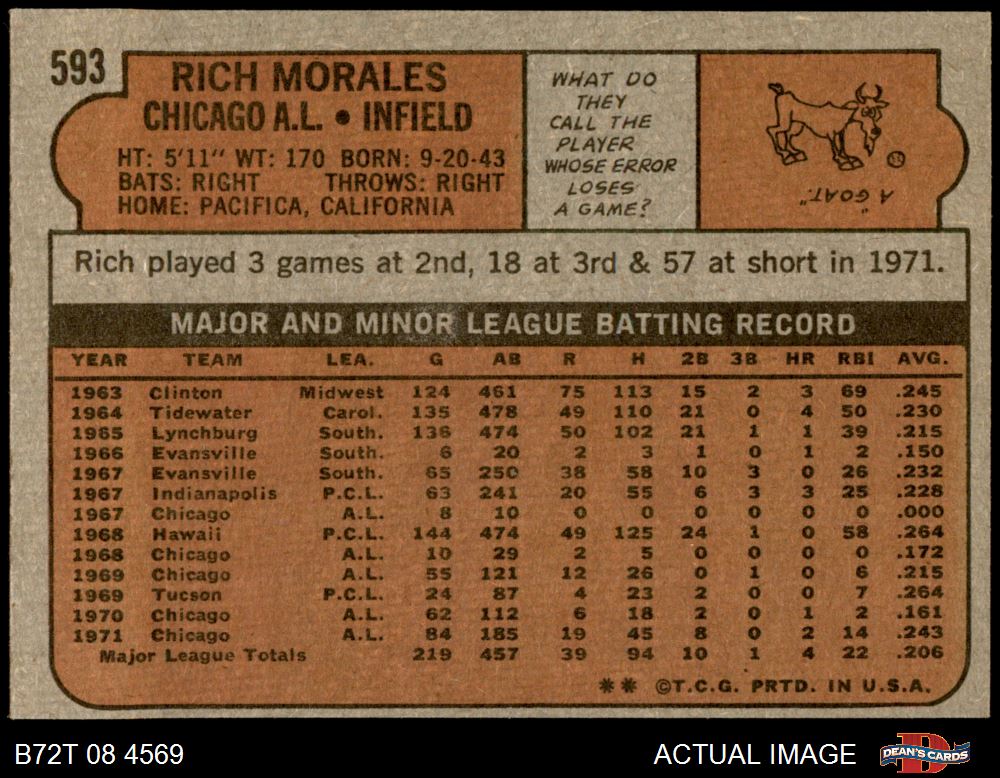 593
RICH MORALES
CHICAGO A.L. • INFIELD
HT: 5'11" WT: 170 BORN: 9-20-43
BATS: RIGHT THROWS: RIGHT
HOME: PACIFICA, CALIFORNIA
WHAT DO
THEY
CALL THE
PLAYER
WHOSE ERROR
LOSES
A GAME?
A "GOAT."
Rich played 3 games at 2nd, 18 at 3rd & 57 at short in 1971.
MAJOR AND MINOR LEAGUE BATTING RECORD
YEAR TEAM LEA. G AB R H 2B 3B HR RBI AVG.
1963 Clinton Midwest 124 461 75 113 15 2 3 69 .245
1964 Tidewater Carol. 135 478 49 110 21 0 4 50 .230
1965 Lynchburg South. 136 474 50 102 21 1 1 39 .215
1966 Evansville South. 6 20 2 3 1 0 1 2 .150
1967 Evansville South. 65 250 38 58 10 3 0 26 .232
1967 Indianapolis P.C.L. 63 241 20 55 6 3 3 25 .228
1967 Chicago A.L. 8 10 0 0 0 0 0 0 .000
1968 Hawaii P.C.L. 144 474 49 125 24 1 0 58 .264
1968 Chicago A.L. 10 29 2 5 0 0 0 0 .172
1969 Chicago A.L. 55 121 12 26 0 1 0 6 .215
1969 Tucson P.C.L. 24 87 4 23 2 0 0 7 .264
1970 Chicago A.L. 62 112 6 18 2 0 1 2 .161
1971 Chicago A.L. 84 185 19 45 8 0 2 14 .243
Major League Totals 219 457 39 94 10 1 4 22 .206
** ©T.C.G. PRTD. IN U.S.A.
B72T 08 4569
ACTUAL IMAGE
D
DEAN'S CARDS